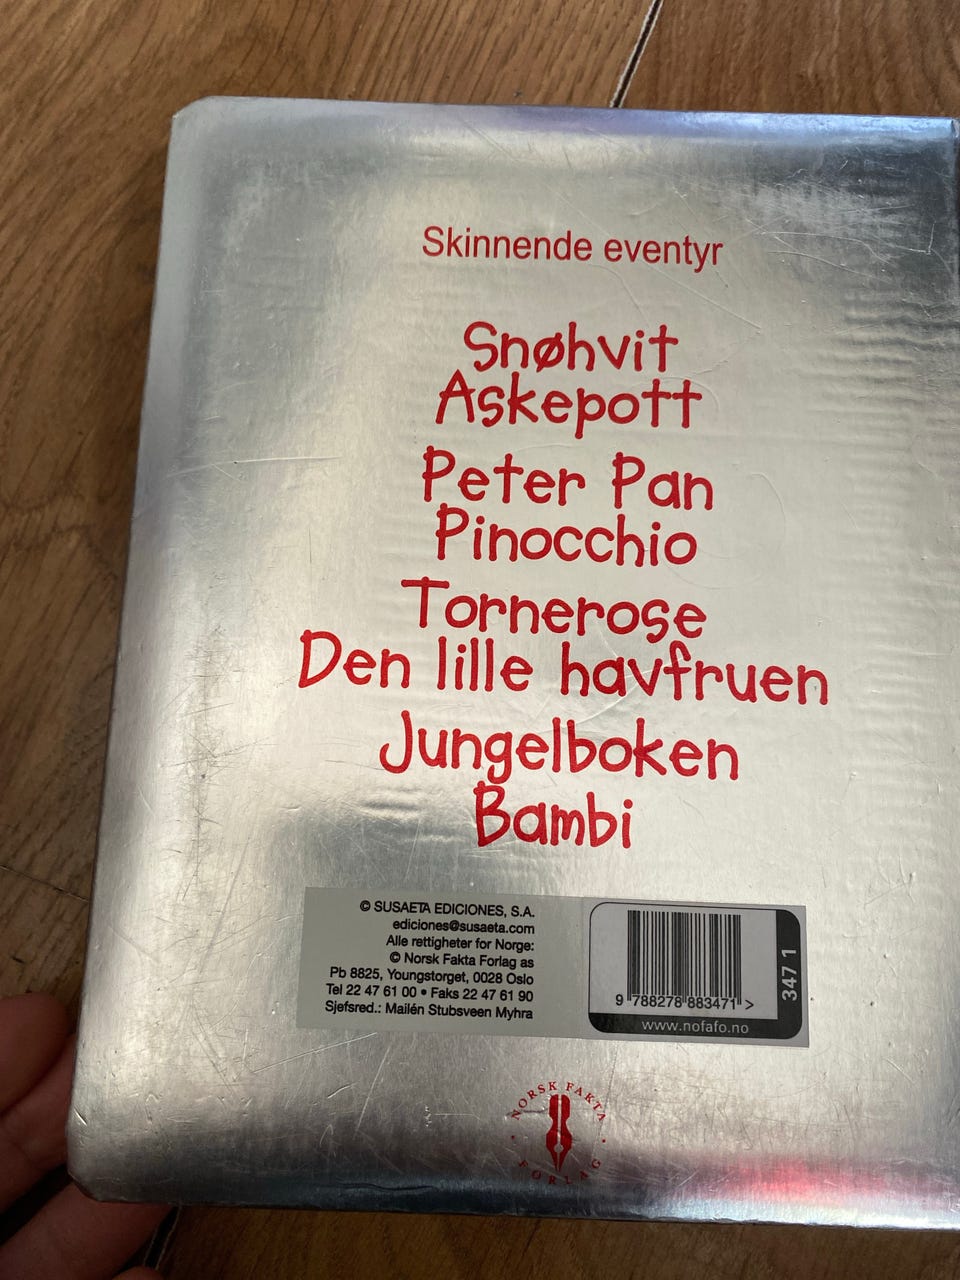 Skinnende eventyr
Snøhvit
Askepott
Peter Pan
Pinocchio
Tornerose
Den lille havfruen
Jungelboken
Bambi
© SUSAETA EDICIONES, S.A.
ediciones@susaeta.com
Alle rettigheter for Norge:
© Norsk Fakta Forlag as
Pb 8825, Youngstorget, 0028 Oslo
Tel 22 47 61 00 • Faks 22 47 61 90
Sjefsred.: Mailén Stubsveen Myhra
9 788278 883471 >
347 1
www.nofafo.no
NORSK FAKTA
FORLAG